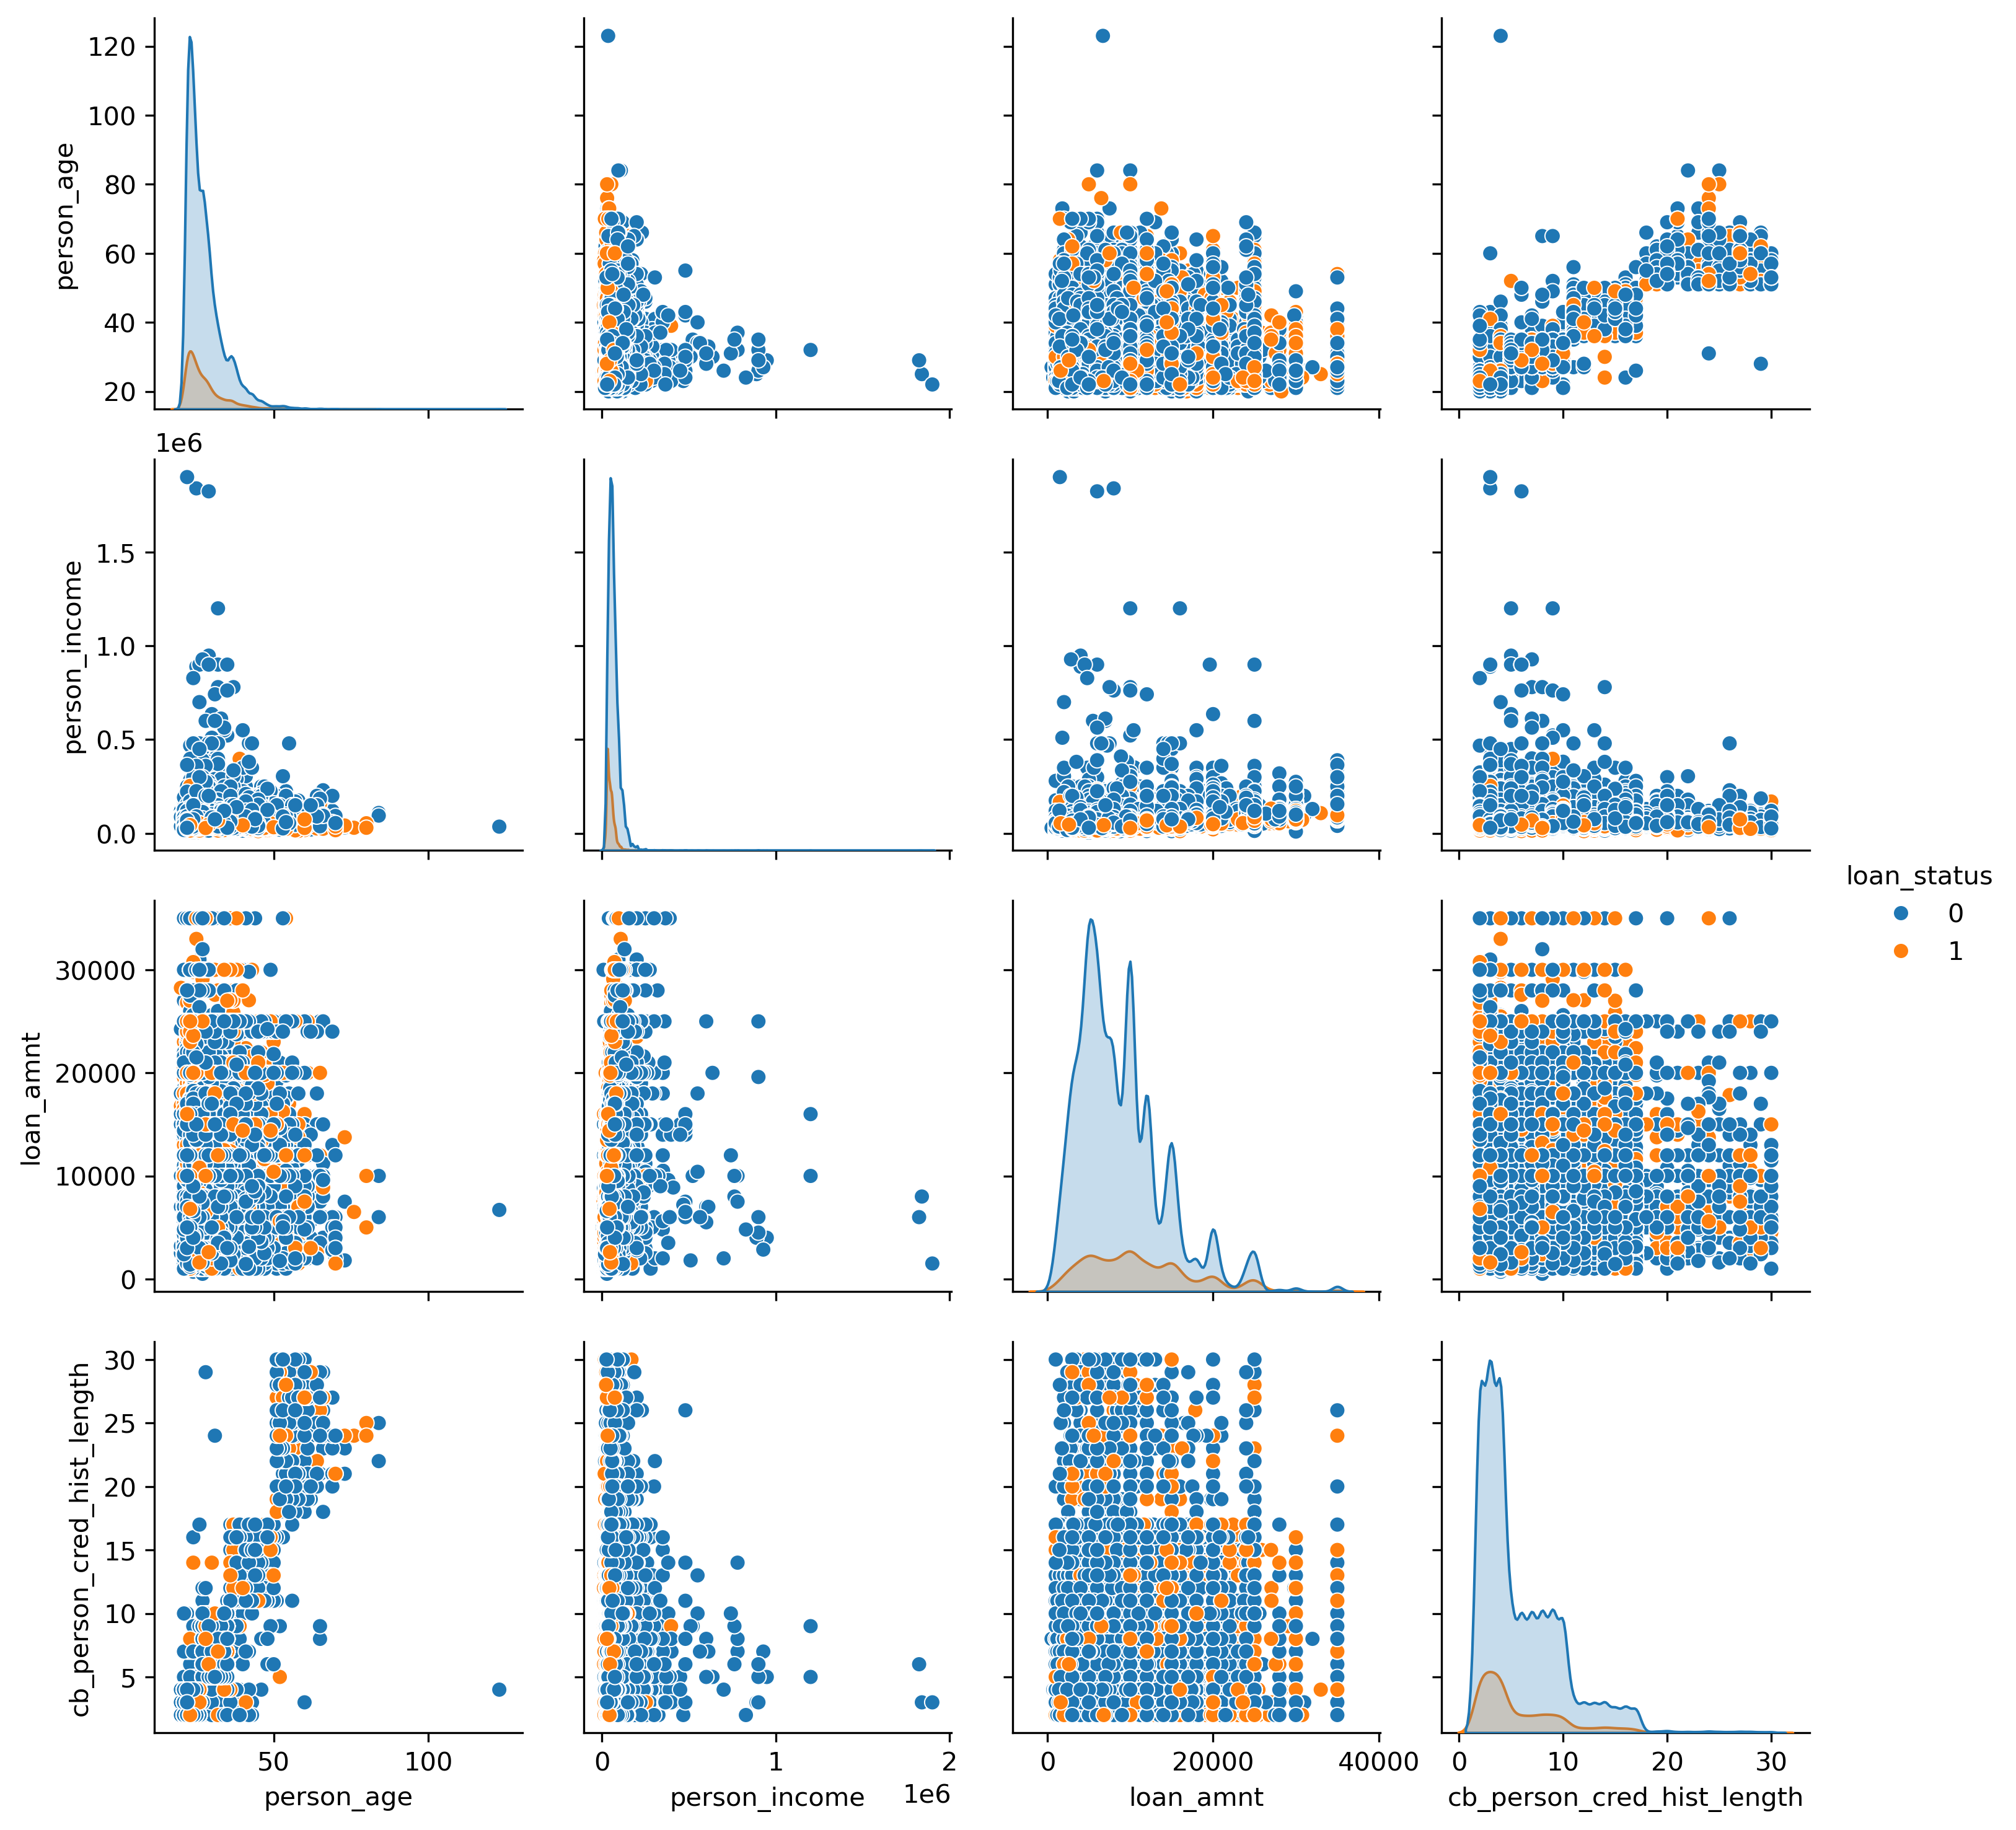 120
100
80
60
40
20
person_age
1e6
1.5
1.0
0.5
0.0
person_income
loan_status
0
1
30000
20000
10000
0
loan_amnt
30
25
20
15
10
5
cb_person_cred_hist_length
50 100
person_age
0 1 2
1e6
person_income
0 20000 40000
loan_amnt
0 10 20 30
cb_person_cred_hist_length